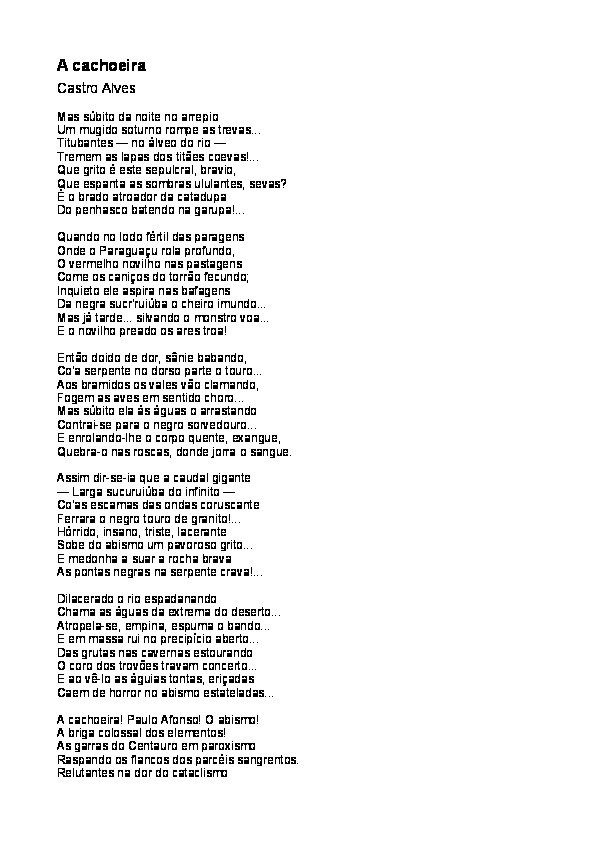 A cachoeira
Castro Alves
Mas súbito da noite no arrepio
Um mugido soturno rompe as trevas...
Titubantes — no álveo do rio —
Tremem as lapas dos titães coevas!...
Que grito é este sepulcral, bravio,
Que espanta as sombras ululantes, sevas?
É o brado atroador da catadupa
Do penhasco batendo na garupa!...
Quando no lodo fértil das paragens
Onde o Paraguaçu rola profundo,
O vermelho novilho nas pastagens
Come os caniços do torrão fecundo;
Inquieto ele aspira nas bafagens
Da negra sucr'ruiúba o cheiro imundo...
Mas já tarde... silvando o monstro voa...
E o novilho preado os ares troa!
Então doido de dor, sânie babando,
Co'a serpente no dorso parte o touro...
Aos bramidos os vales vão clamando,
Fogem as aves em sentido choro...
Mas súbito ela às águas o arrastando
Contrai-se para o negro sorvedouro...
E enrolando-lhe o corpo quente, exangue,
Quebra-o nas roscas, donde jorra o sangue.
Assim dir-se-ia que a caudal gigante
— Larga sucuruiúba do infinito —
Co'as escamas das ondas coruscante
Ferrara o negro touro de granito!...
Hórrido, insano, triste, lacerante
Sobe do abismo um pavoroso grito...
E medonha a suar a rocha brava
As pontas negras na serpente crava!...
Dilacerado o rio espadanando
Chama as águas da extrema do deserto...
Atropela-se, empina, espuma o bando...
E em massa rui no precipício aberto...
Das grutas nas cavernas estourando
O coro dos trovões travam concerto...
E ao vê-lo as águias tontas, eriçadas
Caem de horror no abismo estateladas...
A cachoeira! Paulo Afonso! O abismo!
A briga colossal dos elementos!
As garras do Centauro em paroxismo
Raspando os flancos dos parcéis sangrentos.
Relutantes na dor do cataclismo